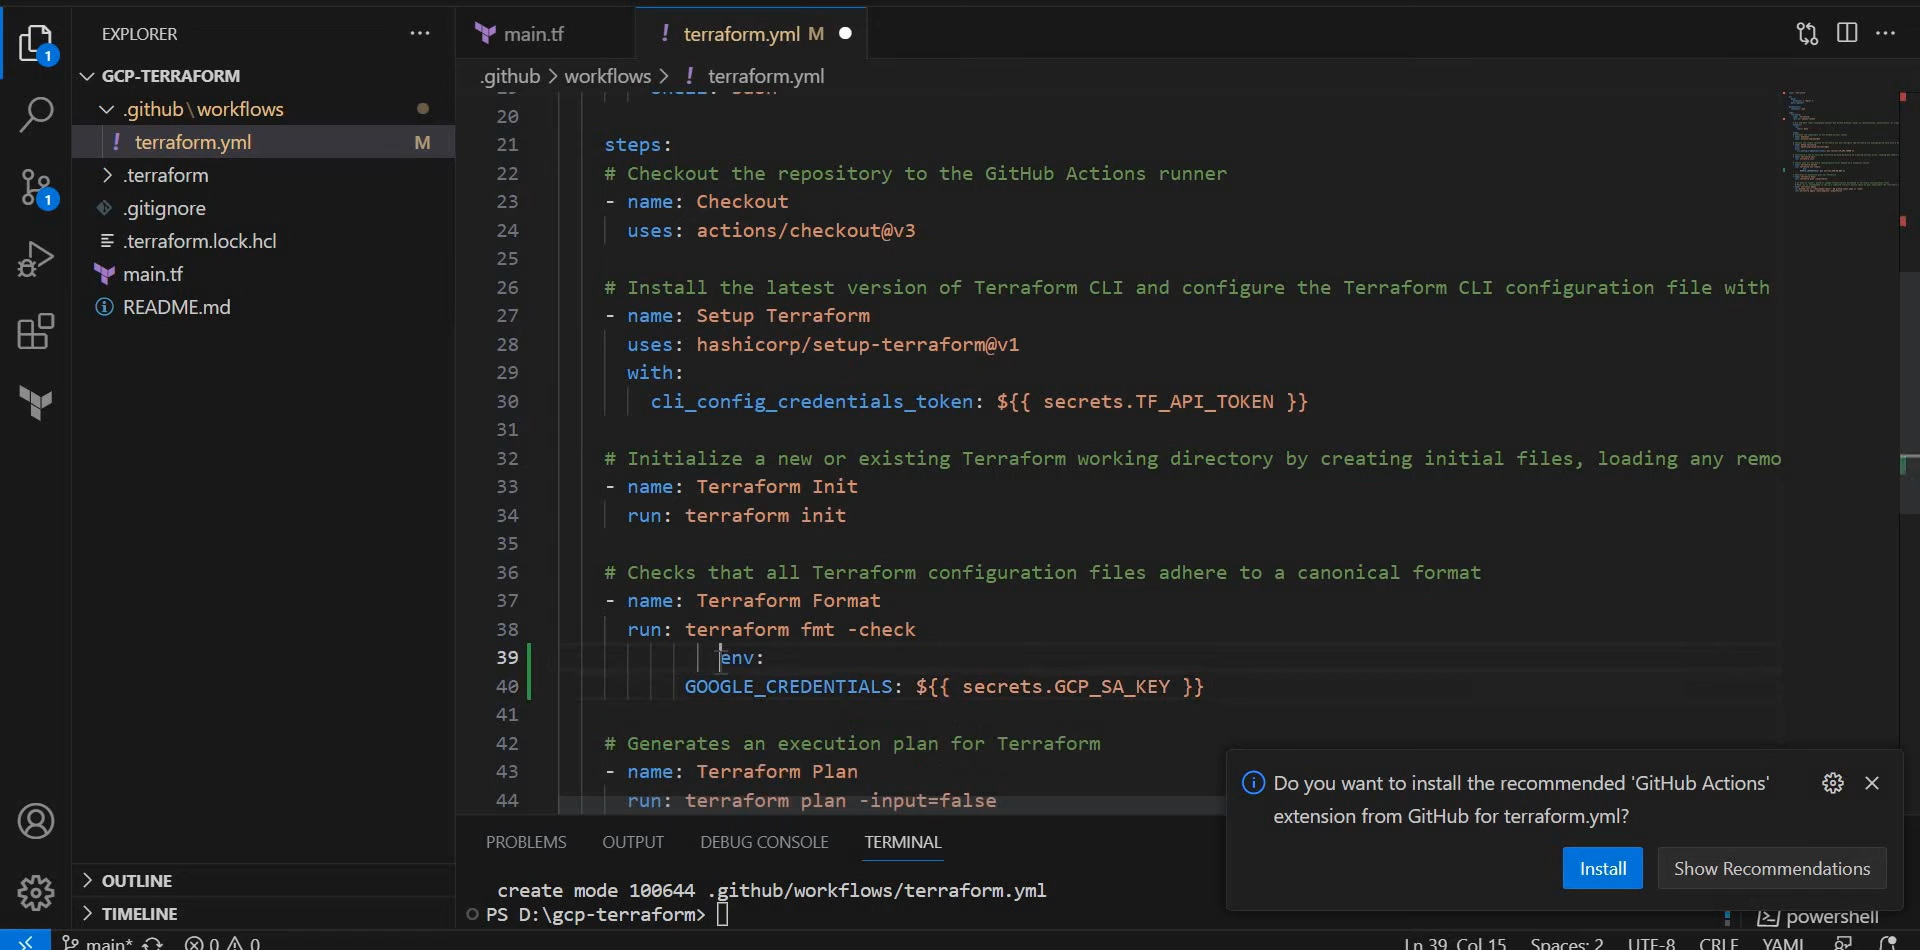 EXPLORER
GCP-TERRAFORM
.github\workflows
! terraform.yml M
.terraform
.gitignore
.terraform.lock.hcl
main.tf
README.md
OUTLINE
TIMELINE
1
1
main.tf
! terraform.yml M
.github > workflows > ! terraform.yml
20
21 steps:
22 # Checkout the repository to the GitHub Actions runner
23 - name: Checkout
24 uses: actions/checkout@v3
25
26 # Install the latest version of Terraform CLI and configure the Terraform CLI configuration file with
27 - name: Setup Terraform
28 uses: hashicorp/setup-terraform@v1
29 with:
30 cli_config_credentials_token: ${{ secrets.TF_API_TOKEN }}
31
32 # Initialize a new or existing Terraform working directory by creating initial files, loading any remo
33 - name: Terraform Init
34 run: terraform init
35
36 # Checks that all Terraform configuration files adhere to a canonical format
37 - name: Terraform Format
38 run: terraform fmt -check
39 env:
40 GOOGLE_CREDENTIALS: ${{ secrets.GCP_SA_KEY }}
41
42 # Generates an execution plan for Terraform
43 - name: Terraform Plan
44 run: terraform plan -input=false
Do you want to install the recommended 'GitHub Actions'
extension from GitHub for terraform.yml?
Install
Show Recommendations
PROBLEMS OUTPUT DEBUG CONSOLE TERMINAL
create mode 100644 .github/workflows/terraform.yml
PS D:\gcp-terraform>
powershell
main* 0 0 Ln 39, Col 15 Spaces: 2 UTF-8 CRLF YAML